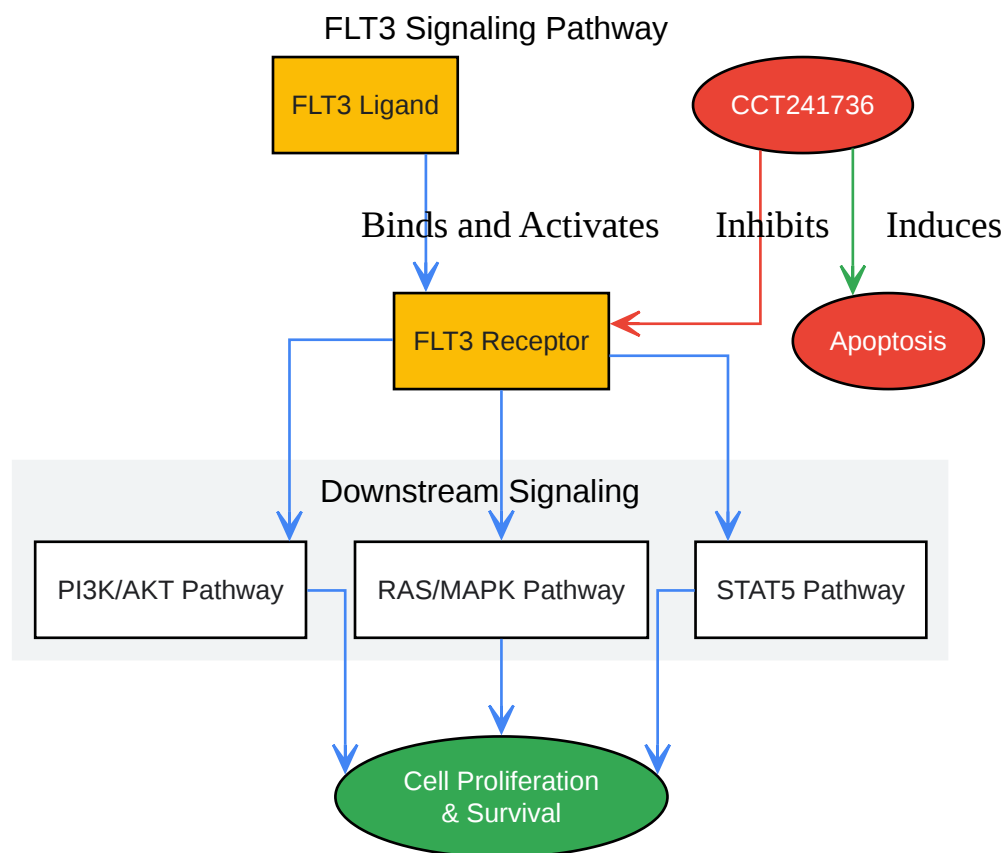 FLT3 Signaling Pathway
FLT3 Ligand
CCT241736
Binds and Activates
Inhibits
Induces
FLT3 Receptor
Apoptosis
Downstream Signaling
PI3K/AKT Pathway
RAS/MAPK Pathway
STAT5 Pathway
Cell Proliferation
& Survival